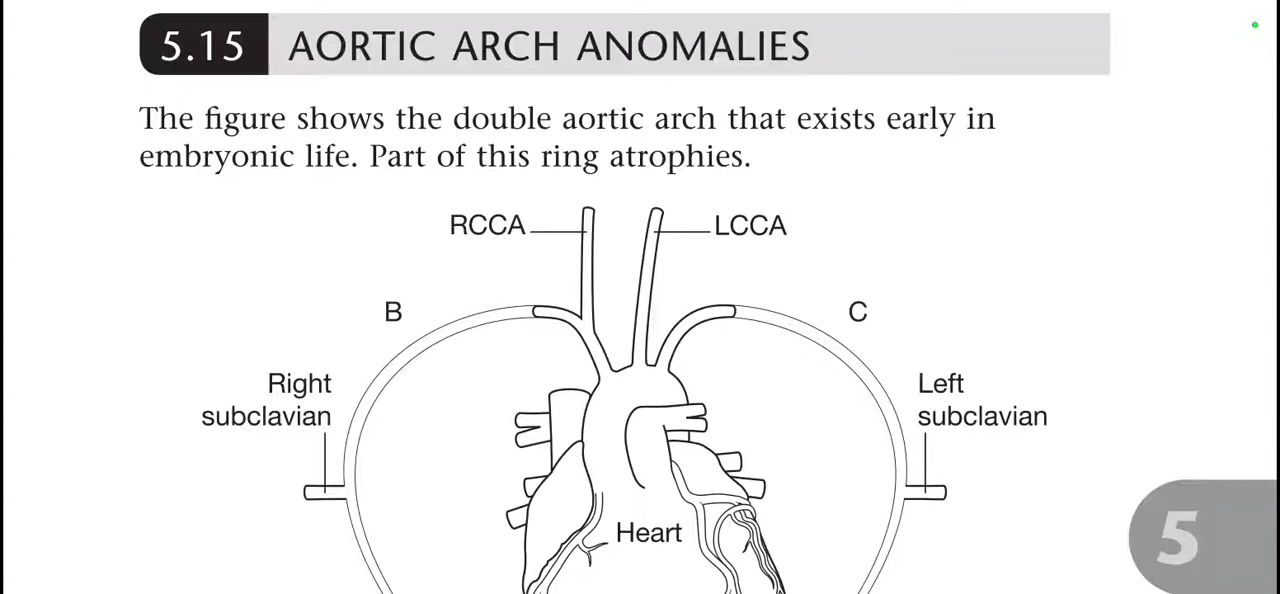 5.15 AORTIC ARCH ANOMALIES
The figure shows the double aortic arch that exists early in
embryonic life. Part of this ring atrophies.
RCCA LCCA
B C
Right Left
subclavian subclavian
Heart
5